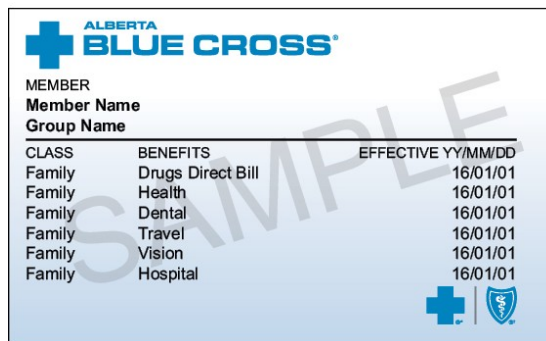 ALBERTA
BLUE CROSS®
MEMBER
Member Name
Group Name
CLASS BENEFITS EFFECTIVE YY/MM/DD
Family Drugs Direct Bill 16/01/01
Family Health 16/01/01
Family Dental 16/01/01
Family Travel 16/01/01
Family Vision 16/01/01
Family Hospital 16/01/01
SAMPLE